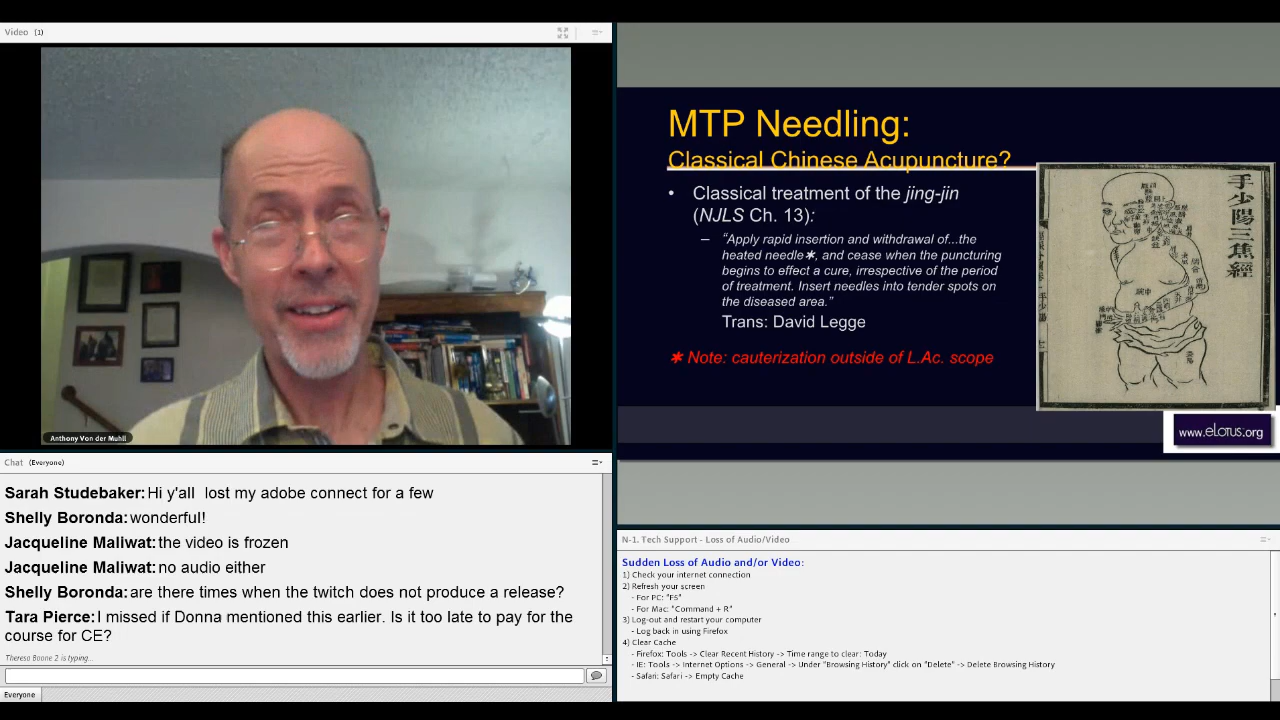 Video (1)
Anthony Von der Muhll
Chat (Everyone)
Sarah Studebaker: Hi y'all lost my adobe connect for a few
Shelly Boronda: wonderful!
Jacqueline Maliwat: the video is frozen
Jacqueline Maliwat: no audio either
Shelly Boronda: are there times when the twitch does not produce a release?
Tara Pierce: I missed if Donna mentioned this earlier. Is it too late to pay for the
course for CE?
Theresa Boone 2 is typing...
Everyone
MTP Needling:
Classical Chinese Acupuncture?
• Classical treatment of the jing-jin
(NJLS Ch. 13):
– “Apply rapid insertion and withdrawal of...the
heated needle✱, and cease when the puncturing
begins to effect a cure, irrespective of the period
of treatment. Insert needles into tender spots on
the diseased area.”
Trans: David Legge
✱ Note: cauterization outside of L.Ac. scope
手少陽三焦經
www.eLotus.org
N-1. Tech Support - Loss of Audio/Video
Sudden Loss of Audio and/or Video:
1) Check your internet connection
2) Refresh your screen
- For PC: "F5"
- For Mac: "Command + R"
3) Log-out and restart your computer
- Log back in using Firefox
4) Clear Cache
- Firefox: Tools -> Clear Recent History -> Time range to clear: Today
- IE: Tools -> Internet Options -> General -> Under "Browsing History" click on "Delete" -> Delete Browsing History
- Safari: Safari -> Empty Cache